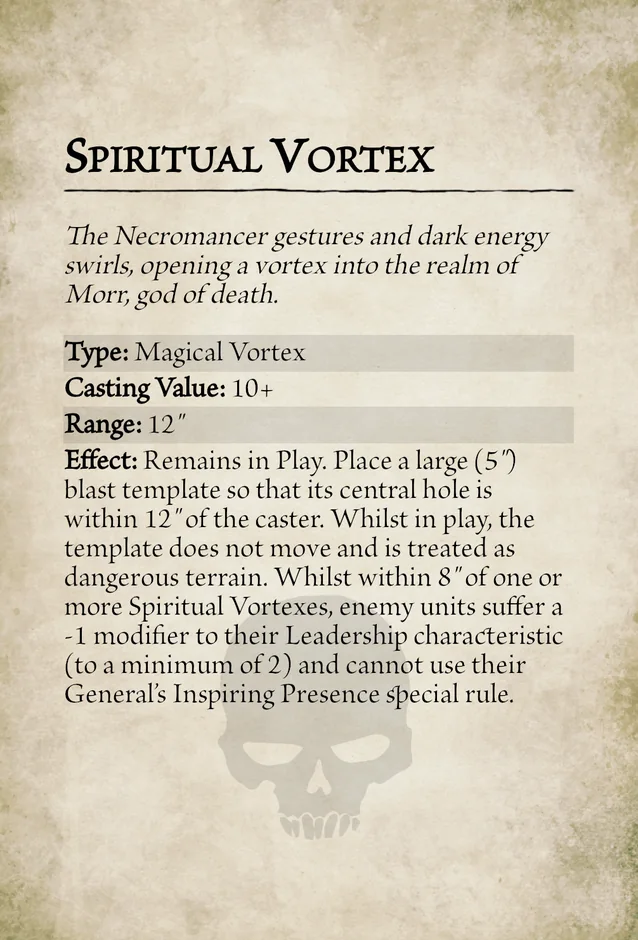 Spiritual Vortex
The Necromancer gestures and dark energy
swirls, opening a vortex into the realm of
Morr, god of death.
Type: Magical Vortex
Casting Value: 10+
Range: 12"
Effect: Remains in Play. Place a large (5")
blast template so that its central hole is
within 12" of the caster. Whilst in play, the
template does not move and is treated as
dangerous terrain. Whilst within 8" of one or
more Spiritual Vortexes, enemy units suffer a
-1 modifier to their Leadership characteristic
(to a minimum of 2) and cannot use their
General's Inspiring Presence special rule.